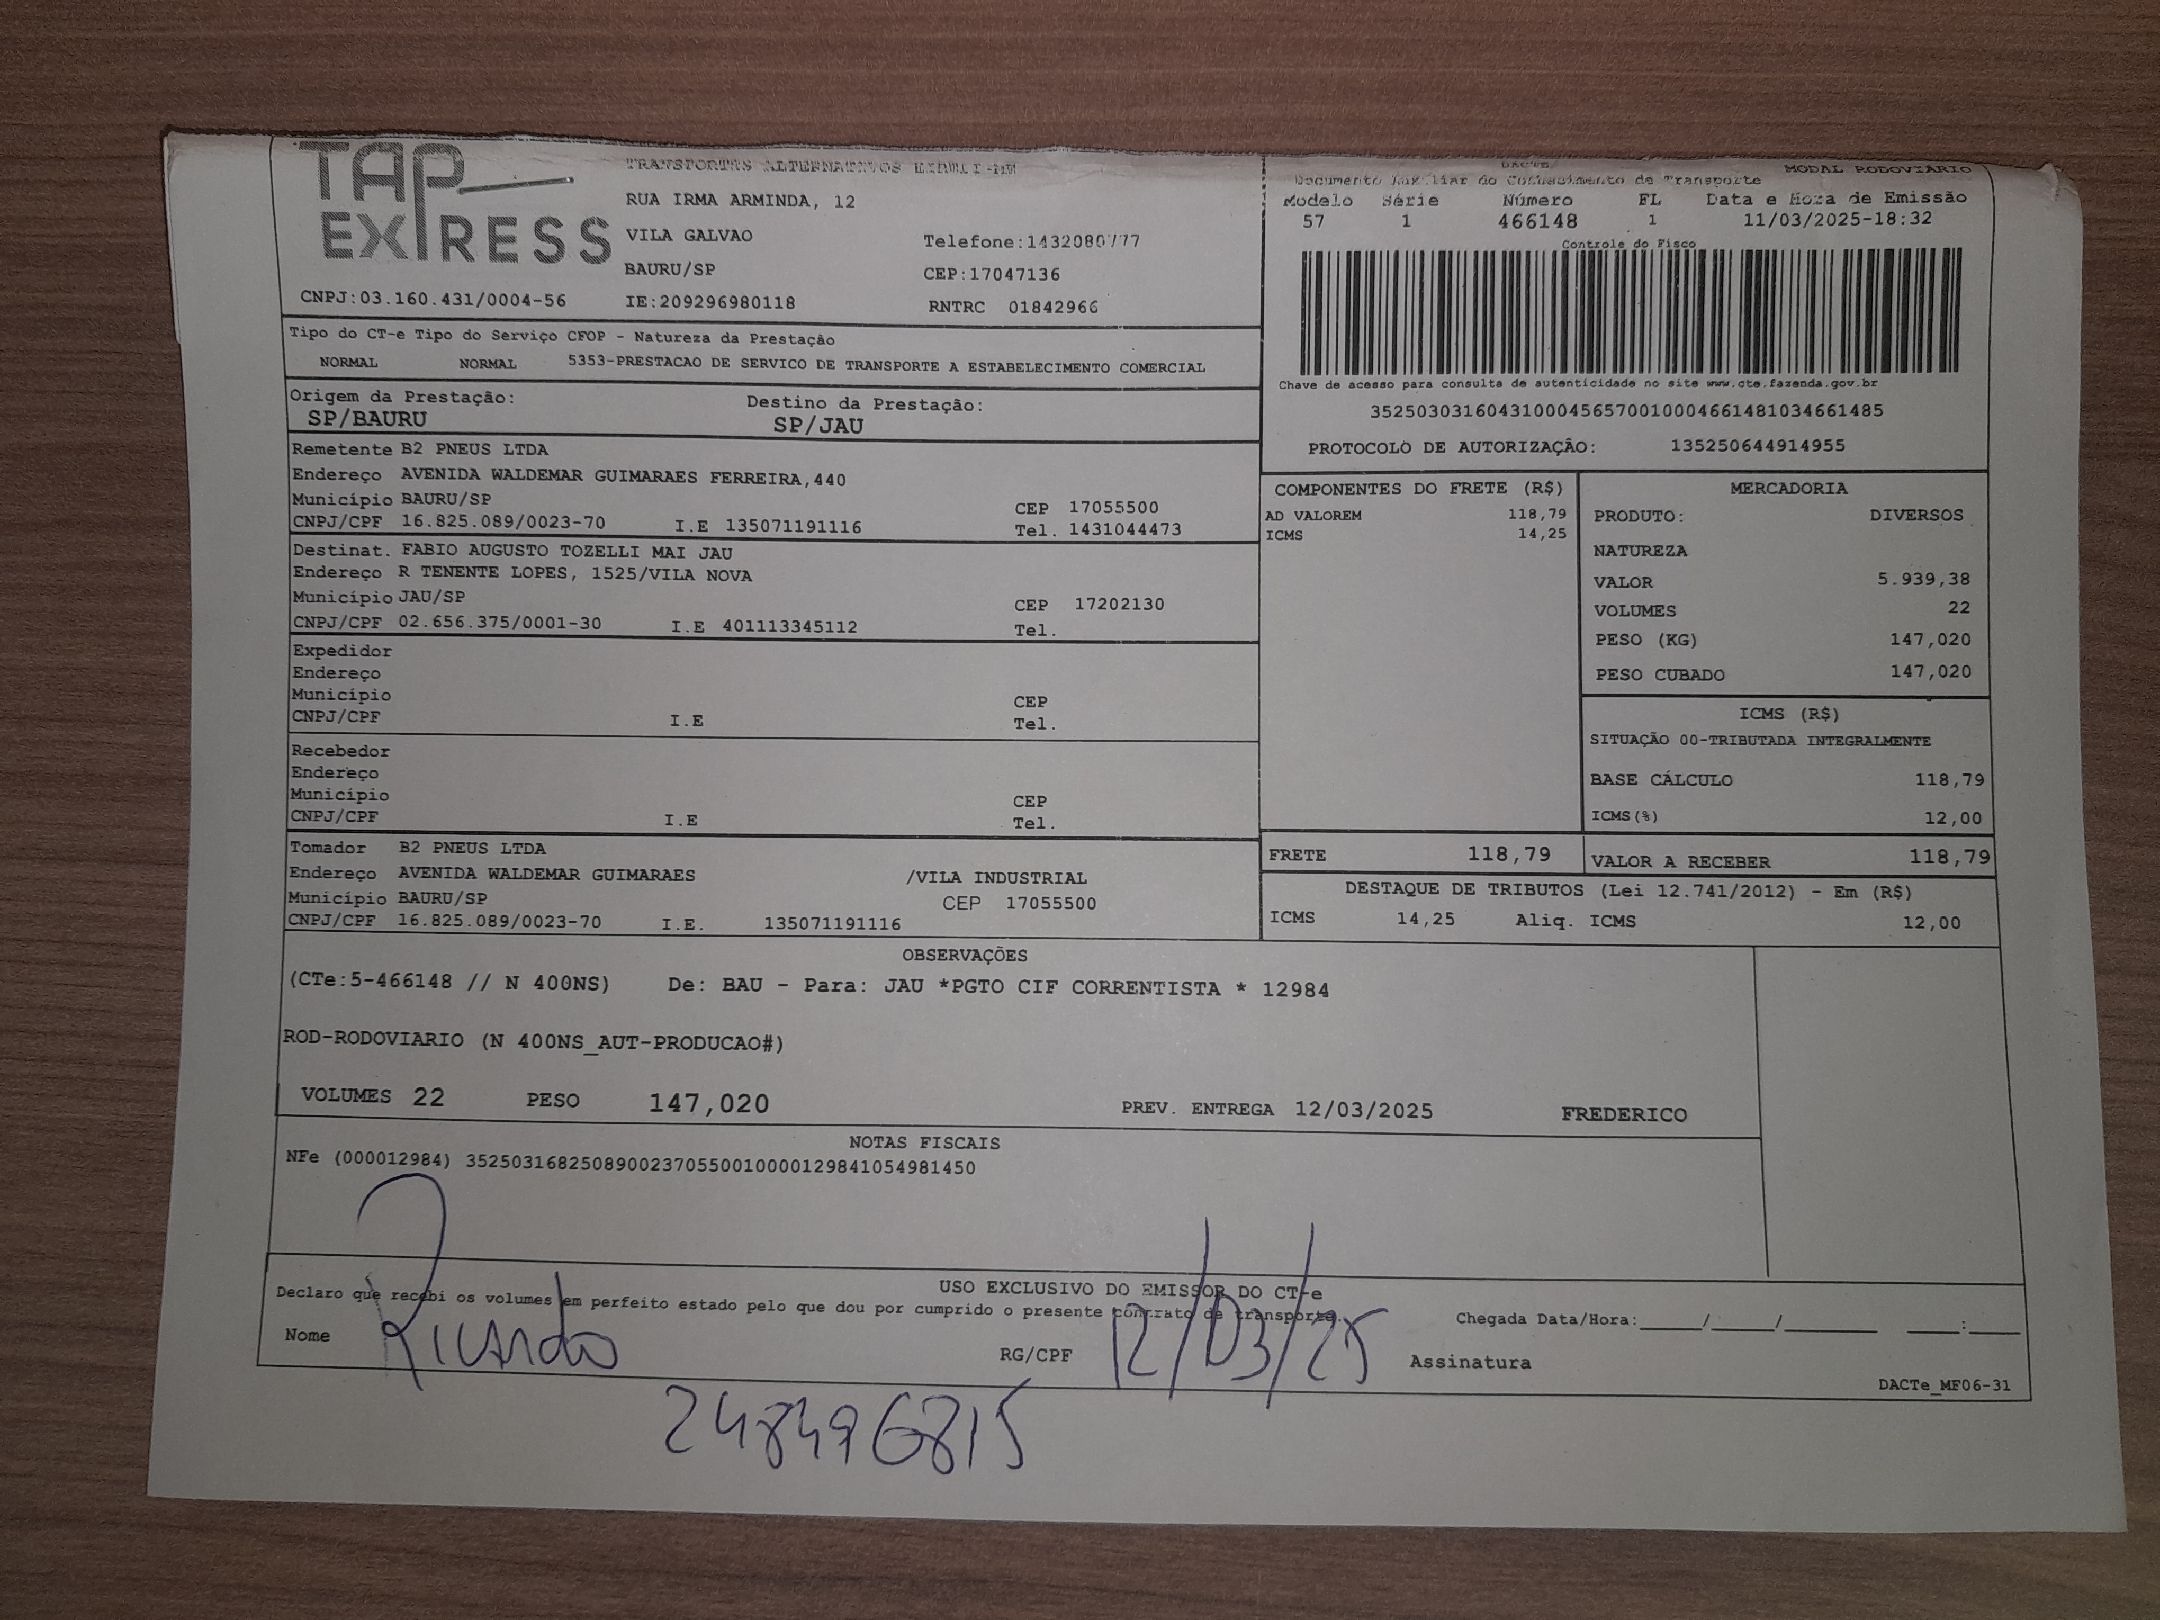 TAP EXPRESS
TRANSPORTES ALTERNATIVOS EIRELI-ME
RUA IRMA ARMINDA, 12
VILA GALVAO Telefone:1432080777
BAURU/SP CEP:17047136
CNPJ:03.160.431/0004-56 IE:209296980118 RNTRC 01842966
DACTE MODAL RODOVIÁRIO
Documento Auxiliar do Conhecimento de Transporte
Modelo Série Número FL Data e Hora de Emissão
57 1 466148 1 11/03/2025-18:32
Controle do Fisco
Chave de acesso para consulta de autenticidade no site www.cte.fazenda.gov.br
35250303160431000456570010004661481034661485
PROTOCOLO DE AUTORIZAÇÃO: 135250644914955
Tipo do CT-e Tipo do Serviço CFOP - Natureza da Prestação
NORMAL NORMAL 5353-PRESTACAO DE SERVICO DE TRANSPORTE A ESTABELECIMENTO COMERCIAL
Origem da Prestação: Destino da Prestação:
SP/BAURU SP/JAU
Remetente B2 PNEUS LTDA
Endereço AVENIDA WALDEMAR GUIMARAES FERREIRA,440
Município BAURU/SP CEP 17055500
CNPJ/CPF 16.825.089/0023-70 I.E 135071191116 Tel. 1431044473
Destinat. FABIO AUGUSTO TOZELLI MAI JAU
Endereço R TENENTE LOPES, 1525/VILA NOVA
Município JAU/SP CEP 17202130
CNPJ/CPF 02.656.375/0001-30 I.E 401113345112 Tel.
Expedidor
Endereço
Município CEP
CNPJ/CPF I.E Tel.
Recebedor
Endereço
Município CEP
CNPJ/CPF I.E Tel.
Tomador B2 PNEUS LTDA
Endereço AVENIDA WALDEMAR GUIMARAES /VILA INDUSTRIAL
Município BAURU/SP CEP 17055500
CNPJ/CPF 16.825.089/0023-70 I.E. 135071191116
COMPONENTES DO FRETE (R$)
AD VALOREM 118,79
ICMS 14,25
MERCADORIA
PRODUTO: DIVERSOS
NATUREZA
VALOR 5.939,38
VOLUMES 22
PESO (KG) 147,020
PESO CUBADO 147,020
ICMS (R$)
SITUAÇÃO 00-TRIBUTADA INTEGRALMENTE
BASE CÁLCULO 118,79
ICMS(%) 12,00
FRETE 118,79 VALOR A RECEBER 118,79
DESTAQUE DE TRIBUTOS (Lei 12.741/2012) - Em (R$)
ICMS 14,25 Aliq. ICMS 12,00
OBSERVAÇÕES
(CTe:5-466148 // N 400NS) De: BAU - Para: JAU *PGTO CIF CORRENTISTA * 12984
ROD-RODOVIARIO (N 400NS_AUT-PRODUCAO#)
VOLUMES 22 PESO 147,020 PREV. ENTREGA 12/03/2025 FREDERICO
NOTAS FISCAIS
NFe (000012984) 35250316825089002370550010000129841054981450
USO EXCLUSIVO DO EMISSOR DO CT-e
Declaro que recebi os volumes em perfeito estado pelo que dou por cumprido o presente contrato de transporte.
Chegada Data/Hora:_____/_____/_______ ____:____
Nome Ricardo RG/CPF 12/03/25 Assinatura
DACTe_MF06-31
248496815